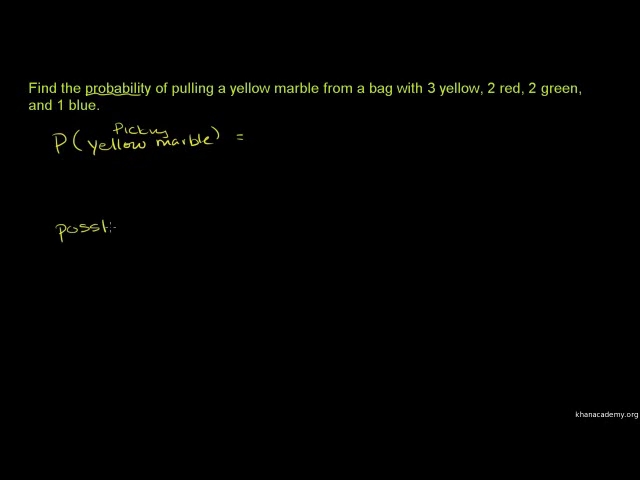 Find the probability of pulling a yellow marble from a bag with 3 yellow, 2 red, 2 green,
and 1 blue.
Picking
P( yellow marble) =
khanacademy.org